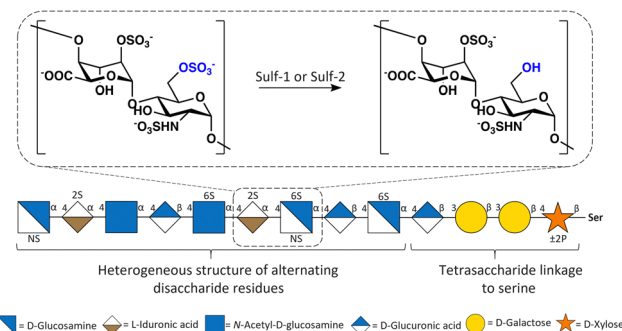 OSO₃⁻ OSO₃⁻
O O
OSO₃⁻ OH
⁻OOC O Sulf-1 or Sulf-2 ⁻OOC O
OH O OH O
O HO O HO
⁻O₃SHN O ⁻O₃SHN O
2S 6S 2S 6S 6S
α 4 α 4 α 4 β 4 α 4 α 4 α 4 β 4 α 4 β 3 β 3 β 4 β Ser
NS NS ±2P
Heterogeneous structure of alternating
disaccharide residues
Tetrasaccharide linkage
to serine
= D-Glucosamine = L-Iduronic acid = N-Acetyl-D-glucosamine = D-Glucuronic acid = D-Galactose = D-Xylose